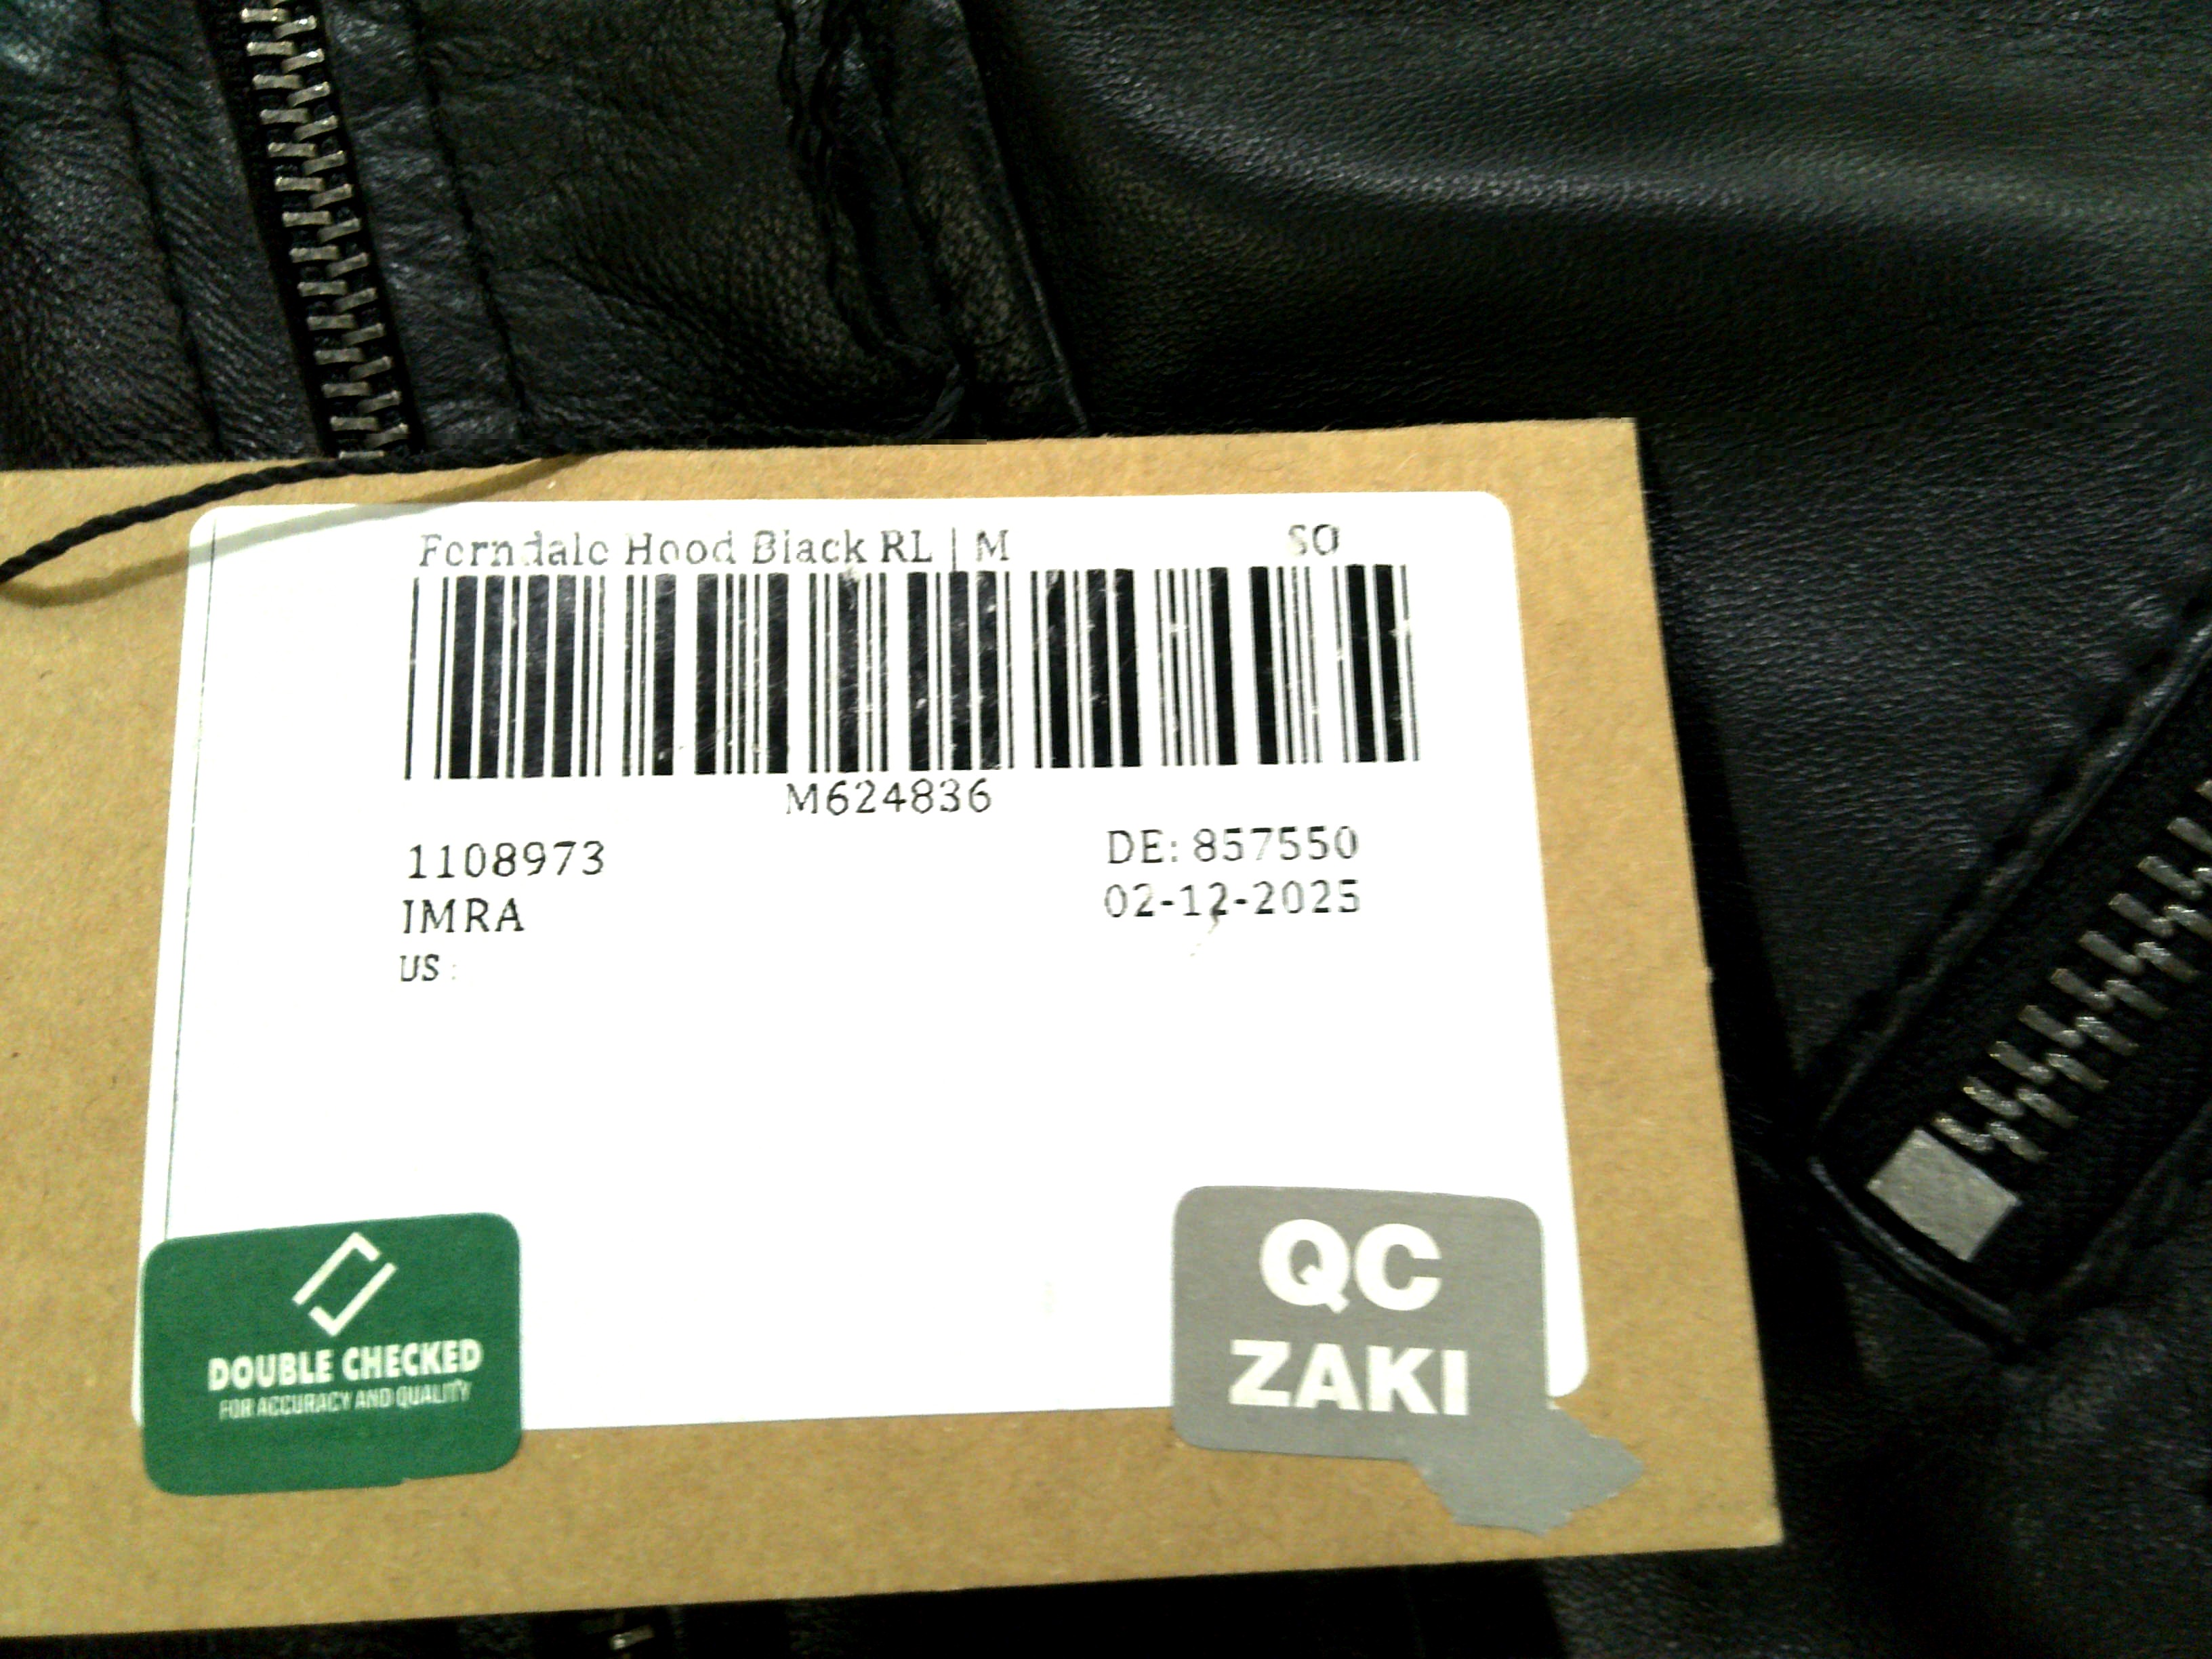 Ferndale Hood Black RL | M SO
M624836
1108973 DE: 857550
IMRA 02-12-2025
US :
DOUBLE CHECKED
FOR ACCURACY AND QUALITY
QC
ZAKI